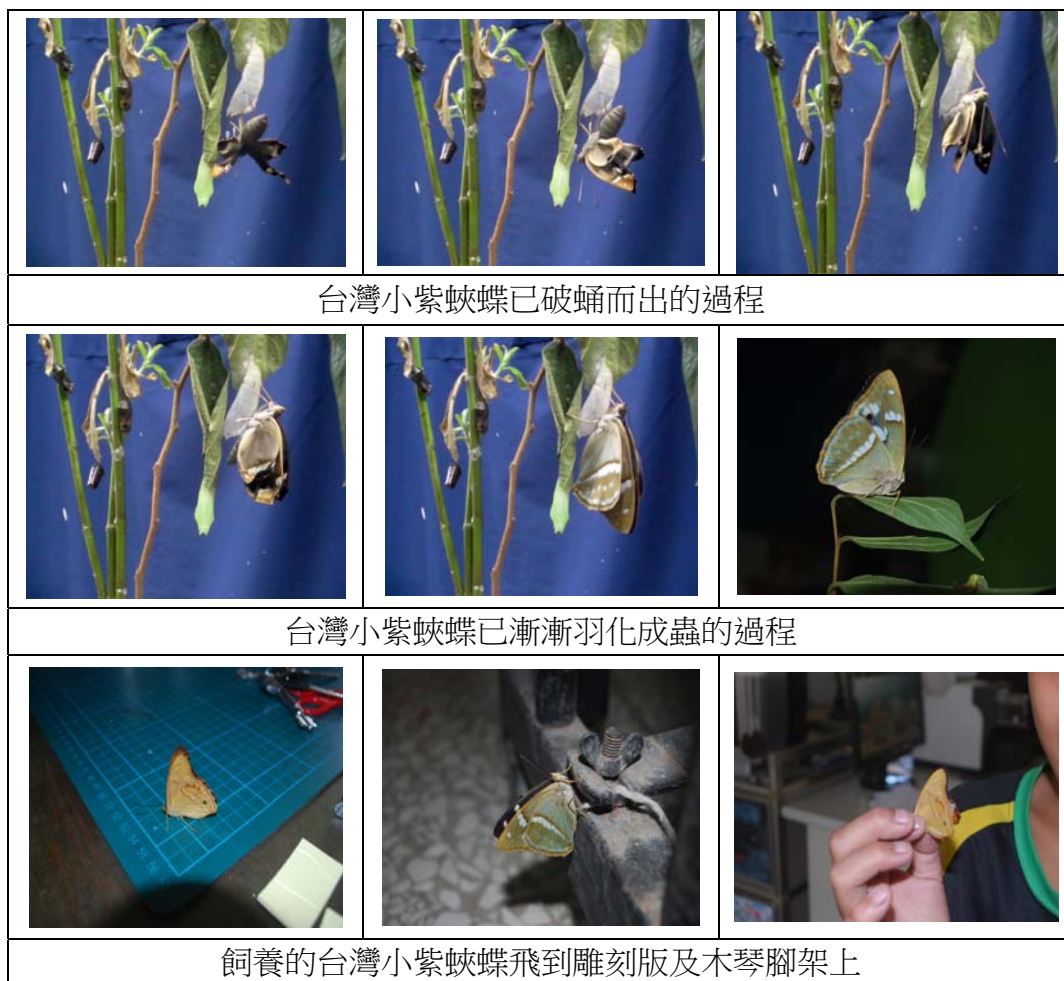 台灣小紫蛺蝶已破蛹而出的過程
台灣小紫蛺蝶已漸漸羽化成蟲的過程
飼養的台灣小紫蛺蝶飛到雕刻版及木琴腳架上